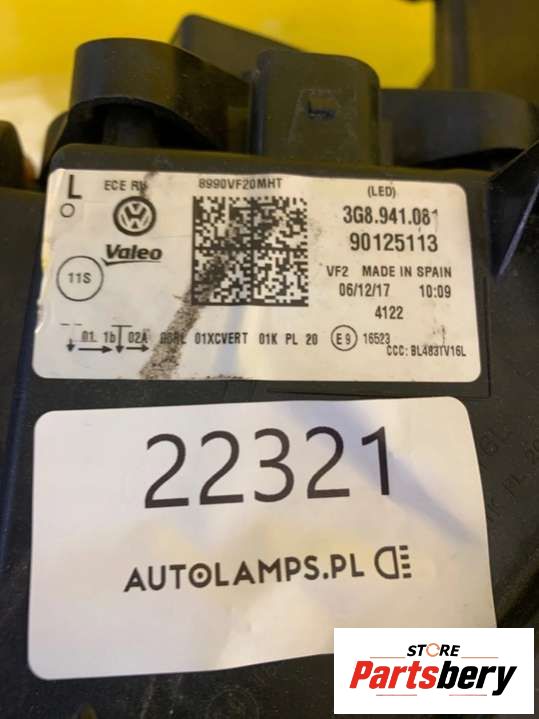 L
ECE R
8990VF20MHT
(LED)
3G8.941.081
90125113
Valeo
11S
VF2 MADE IN SPAIN
06/12/17 10:09
4122
01. 1b 02A 01XCVERT 01K PL 20 E9 16523
CCC: BL483TV16L
22321
AUTOLAMPS.PL
STORE
Partsbery